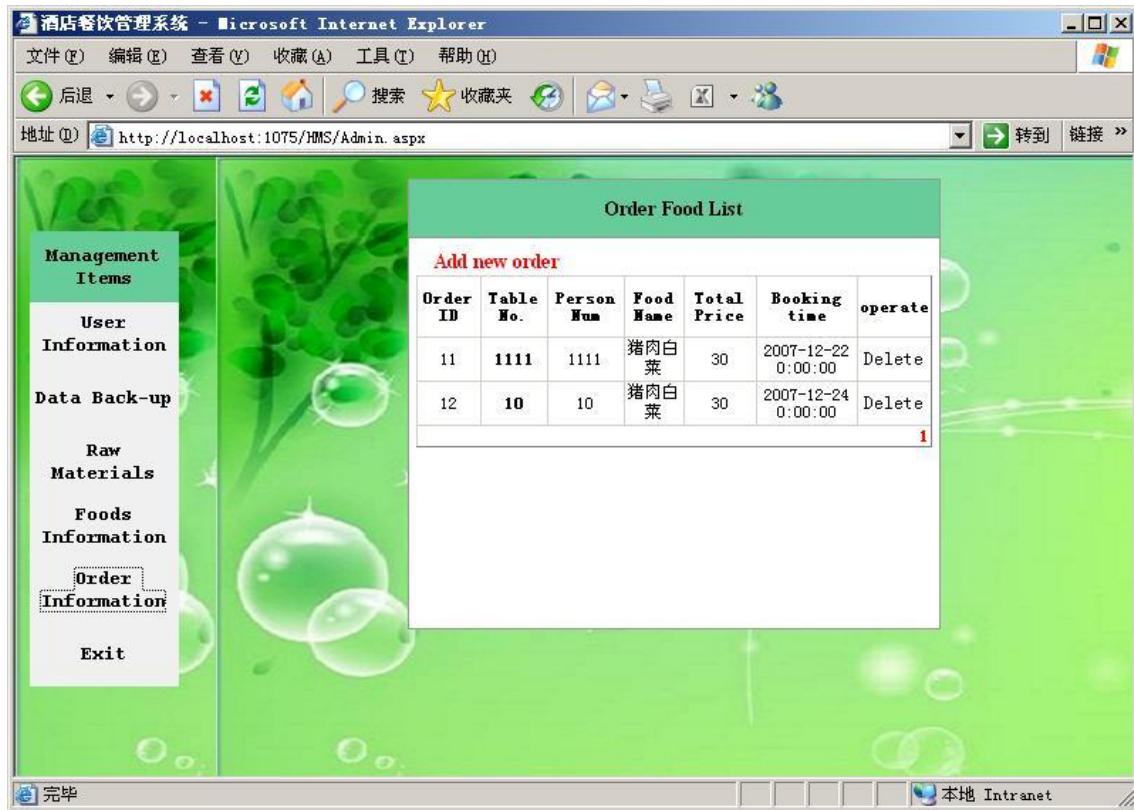 酒店餐饮管理系统 - Microsoft Internet Explorer
文件(F) 编辑(E) 查看(V) 收藏(A) 工具(T) 帮助(H)
后退 搜索 收藏夹
地址(D) http://localhost:1075/HMS/Admin.aspx 转到 链接 »
Management
Items
User
Information
Data Back-up
Raw
Materials
Foods
Information
Order
Information
Exit
Order Food List
Add new order
Order ID Table No. Person Num Food Name Total Price Booking time operate
11 1111 1111 猪肉白菜 30 2007-12-22 0:00:00 Delete
12 10 10 猪肉白菜 30 2007-12-24 0:00:00 Delete
1
完毕 本地 Intranet